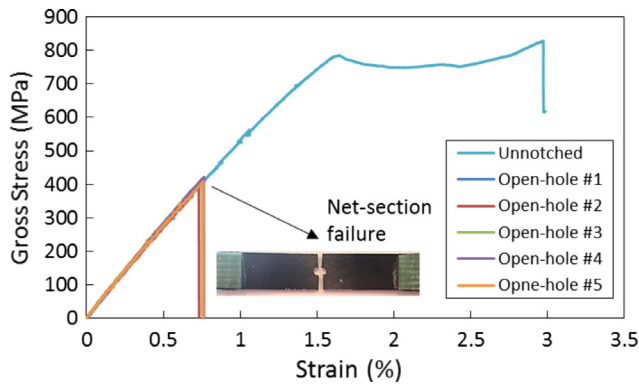 900
800
700
600
500
400
300
200
100
0
Gross Stress (MPa)
Net-section
failure
Unnotched
Open-hole #1
Open-hole #2
Open-hole #3
Open-hole #4
Opne-hole #5
0 0.5 1 1.5 2 2.5 3 3.5
Strain (%)